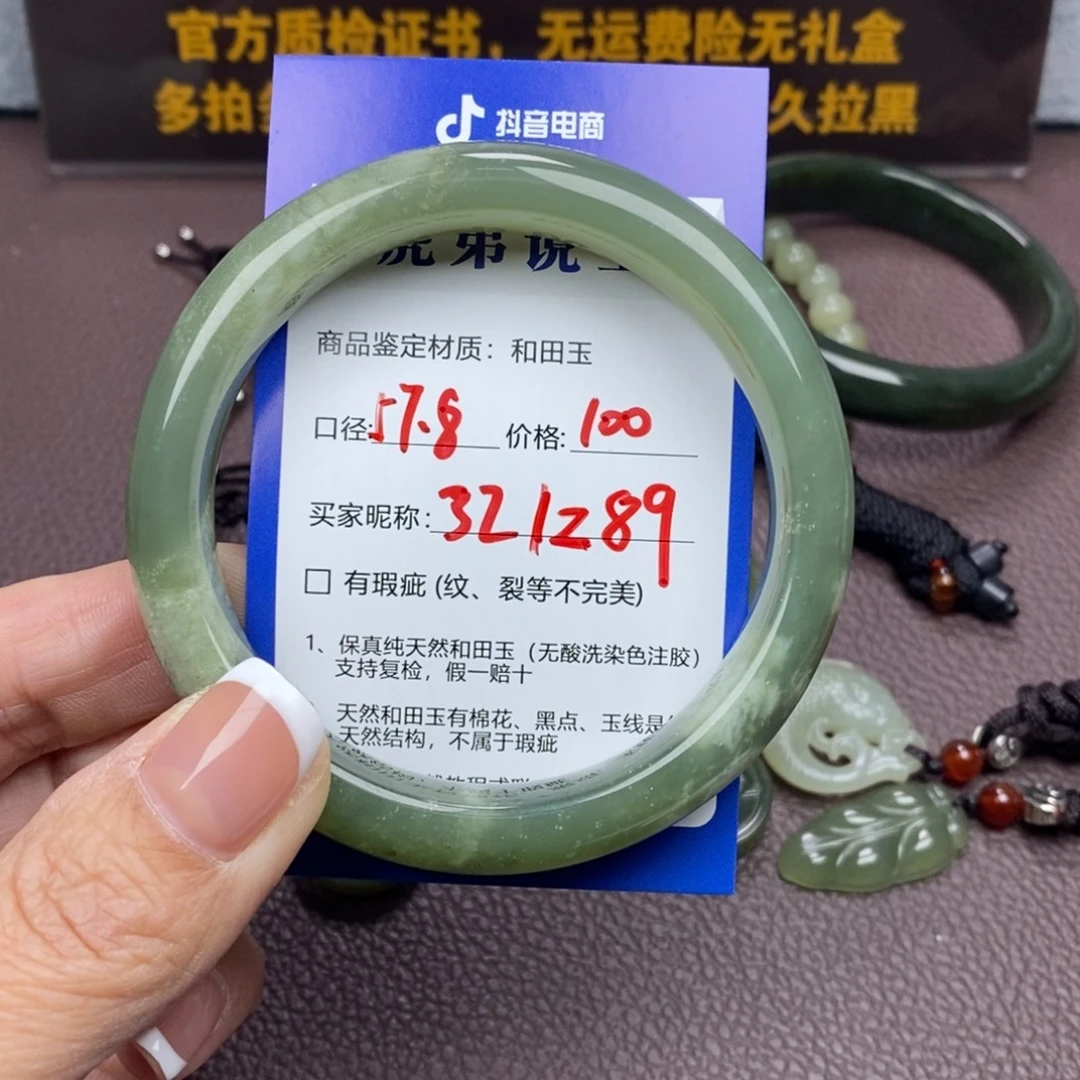 官方质检证书，无运费险无礼盒
多拍 久拉黑
抖音电商
虎弟说
商品鉴定材质：和田玉
口径:57.8 价格:100
买家昵称:321z89
□ 有瑕疵 (纹、裂等不完美)
1、保真纯天然和田玉（无酸洗染色注胶）
支持复检，假一赔十
天然和田玉有棉花、黑点、玉线是
天然结构，不属于瑕疵